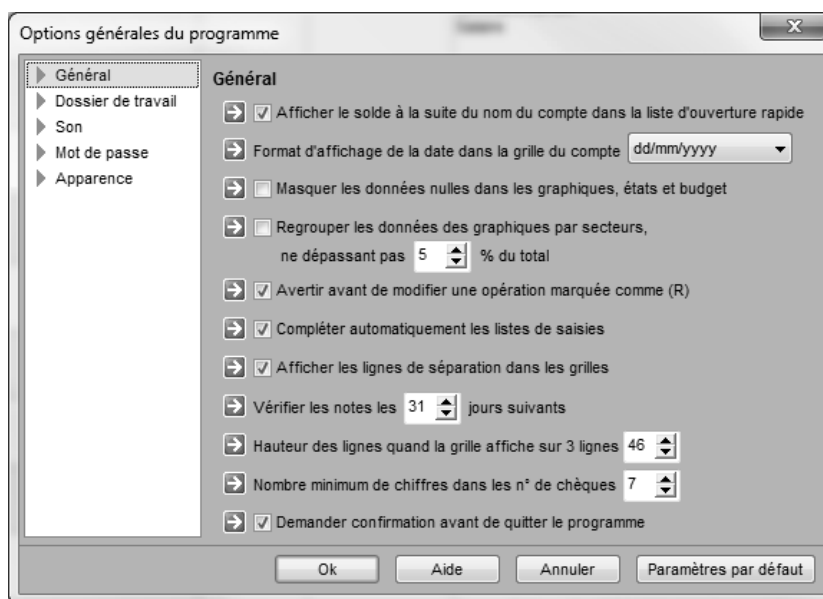 Options générales du programme
Général
Dossier de travail
Son
Mot de passe
Apparence
Général
Afficher le solde à la suite du nom du compte dans la liste d'ouverture rapide
Format d'affichage de la date dans la grille du compte dd/mm/yyyy
Masquer les données nulles dans les graphiques, états et budget
Regrouper les données des graphiques par secteurs,
ne dépassant pas 5 % du total
Avertir avant de modifier une opération marquée comme (R)
Compléter automatiquement les listes de saisies
Afficher les lignes de séparation dans les grilles
Vérifier les notes les 31 jours suivants
Hauteur des lignes quand la grille affiche sur 3 lignes 46
Nombre minimum de chiffres dans les n° de chèques 7
Demander confirmation avant de quitter le programme
Ok Aide Annuler Paramètres par défaut